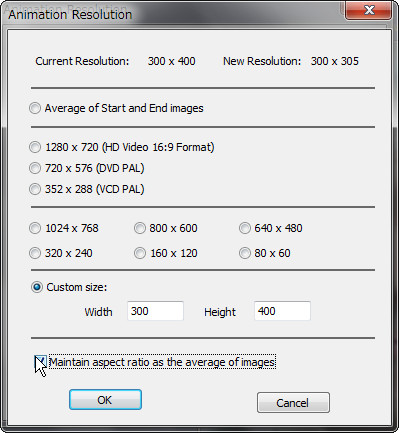 Animation Resolution
Current Resolution: 300 x 400 New Resolution: 300 x 305
Average of Start and End images
1280 x 720 (HD Video 16:9 Format)
720 x 576 (DVD PAL)
352 x 288 (VCD PAL)
1024 x 768 800 x 600 640 x 480
320 x 240 160 x 120 80 x 60
Custom size:
Width 300 Height 400
Maintain aspect ratio as the average of images
OK Cancel